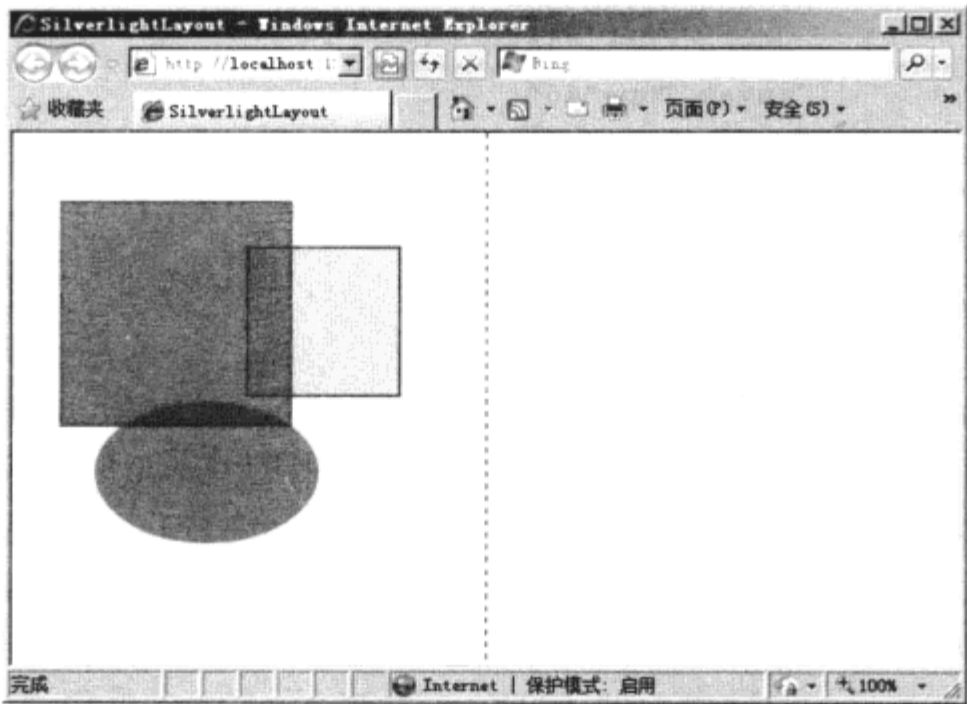 SilverlightLayout - Windows Internet Explorer
http://localhost:1
Bing
收藏夹
SilverlightLayout
页面(P)
安全(S)
»
完成
Internet | 保护模式: 启用
100%